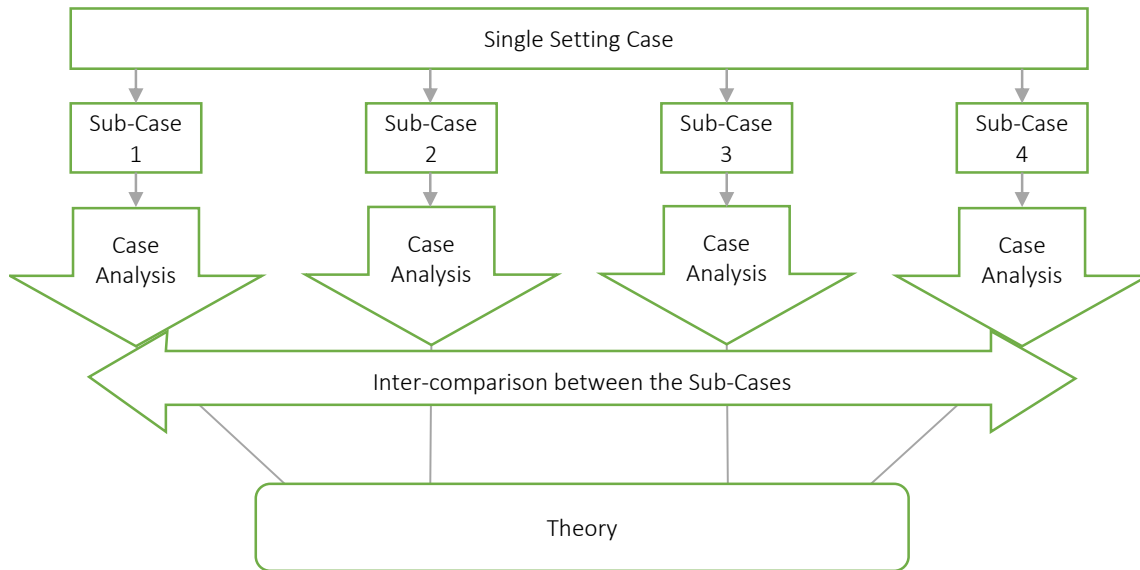 Single Setting Case
Sub-Case
1
Sub-Case
2
Sub-Case
3
Sub-Case
4
Case
Analysis
Case
Analysis
Case
Analysis
Case
Analysis
Inter-comparison between the Sub-Cases
Theory